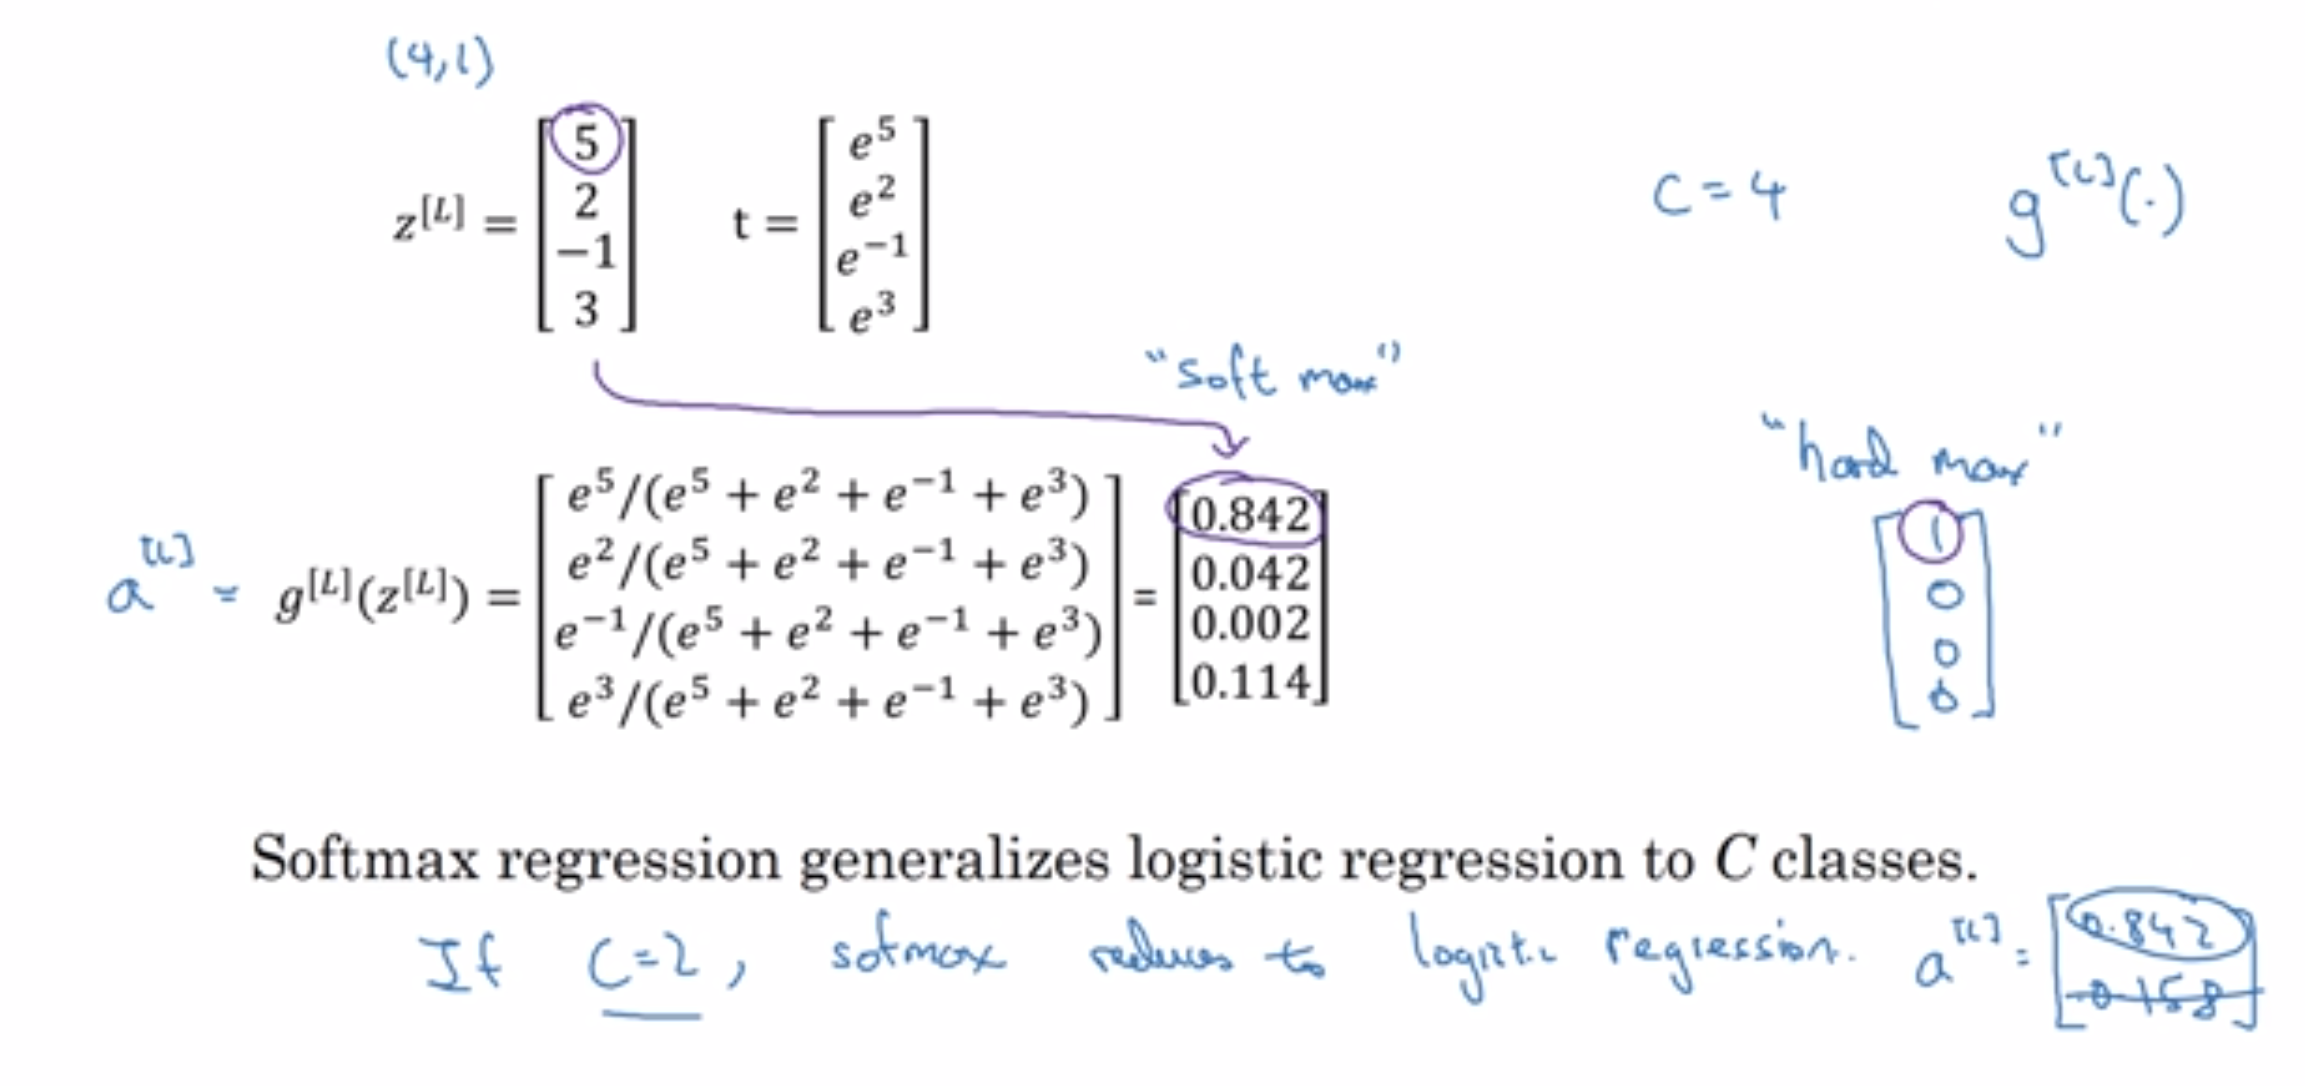 (4,1)
z^[L] = [5 2 −1 3] t = [e^5 e^2 e^−1 e^3] C = 4 g^[L](.)
"soft max"
"hard max"
a^[L] = g^[L](z^[L]) = [e^5/(e^5 + e^2 + e^−1 + e^3) e^2/(e^5 + e^2 + e^−1 + e^3) e^−1/(e^5 + e^2 + e^−1 + e^3) e^3/(e^5 + e^2 + e^−1 + e^3)] = [0.842 0.042 0.002 0.114] [1 0 0 0]
Softmax regression generalizes logistic regression to C classes.
If C=2, softmax reduces to logistic regression. a^[L] = [0.842 0.158]